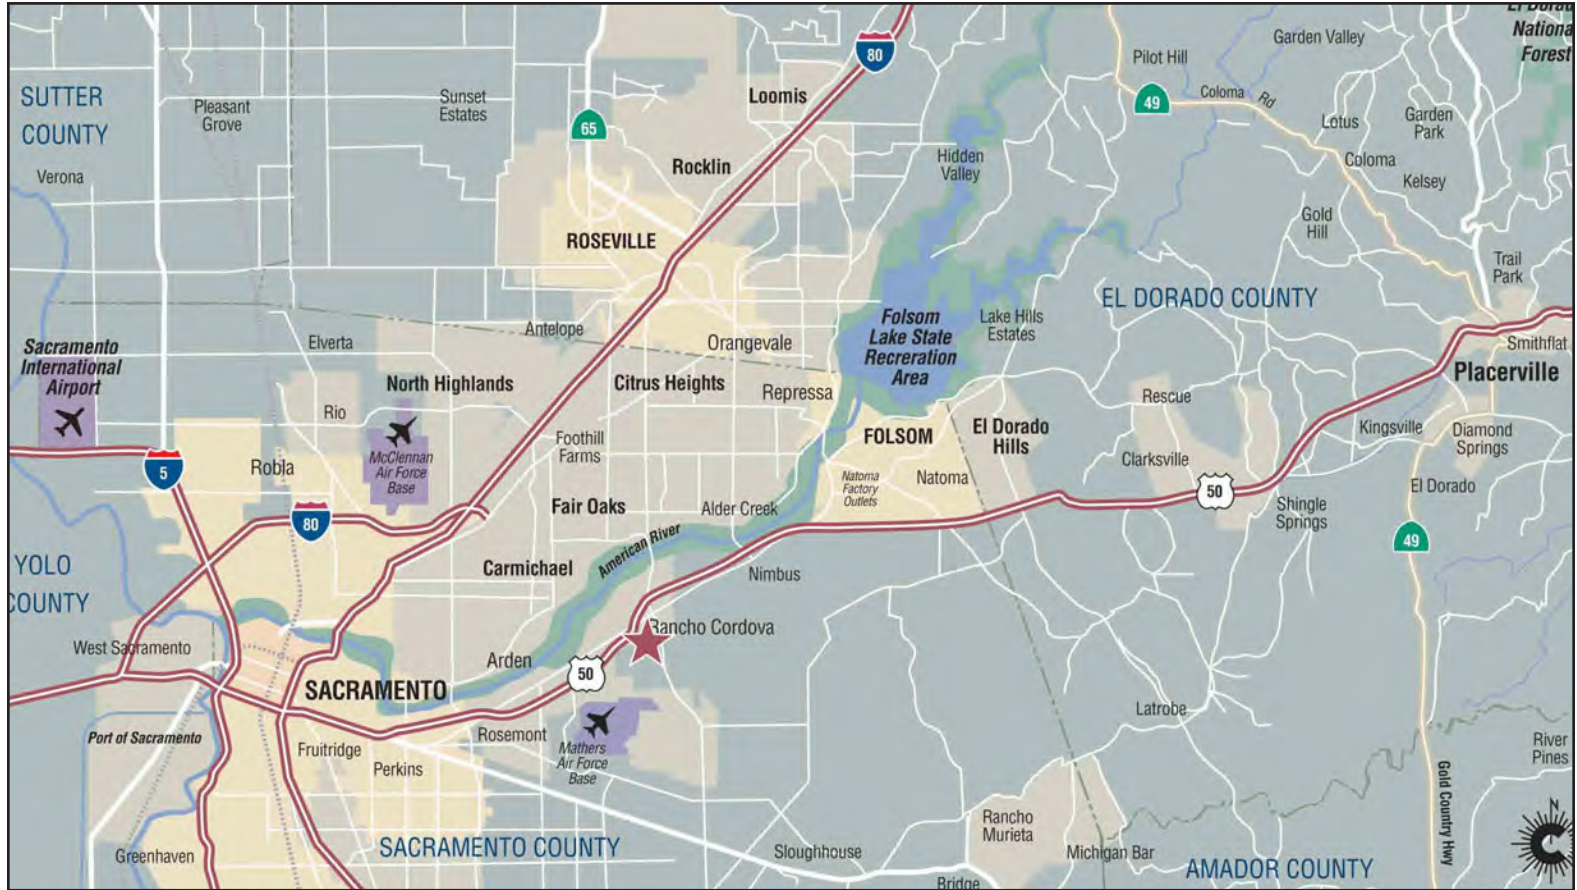 El Dorado
National
Forest
Garden Valley
Pilot Hill
80
SUTTER
COUNTY
Pleasant
Grove
Sunset
Estates
Loomis
49
Coloma
Rd
Lotus
Garden
Park
65
Rocklin
Hidden
Valley
Coloma
Kelsey
Verona
Gold
Hill
ROSEVILLE
Trail
Park
EL DORADO COUNTY
Sacramento
International
Airport
Elverta
Antelope
Orangevale
Folsom
Lake State
Recreration
Area
Lake Hills
Estates
Smithflat
Placerville
North Highlands
Citrus Heights
Repressa
Rescue
Rio
Foothill
Farms
FOLSOM
El Dorado
Hills
Kingsville
Diamond
Springs
5
Robla
McClennan
Air Force
Base
Natoma
Factory
Outlets
Natoma
Clarksville
50
El Dorado
80
Fair Oaks
Alder Creek
Shingle
Springs
49
American River
YOLO
COUNTY
Carmichael
Nimbus
West Sacramento
Rancho Cordova
Arden
50
SACRAMENTO
Port of Sacramento
Fruitridge
Perkins
Rosemont
Mathers
Air Force
Base
Latrobe
River
Pines
Gold Country Hwy
Rancho
Murieta
N
C
Greenhaven
SACRAMENTO COUNTY
Sloughhouse
Michigan Bar
AMADOR COUNTY
Bridge